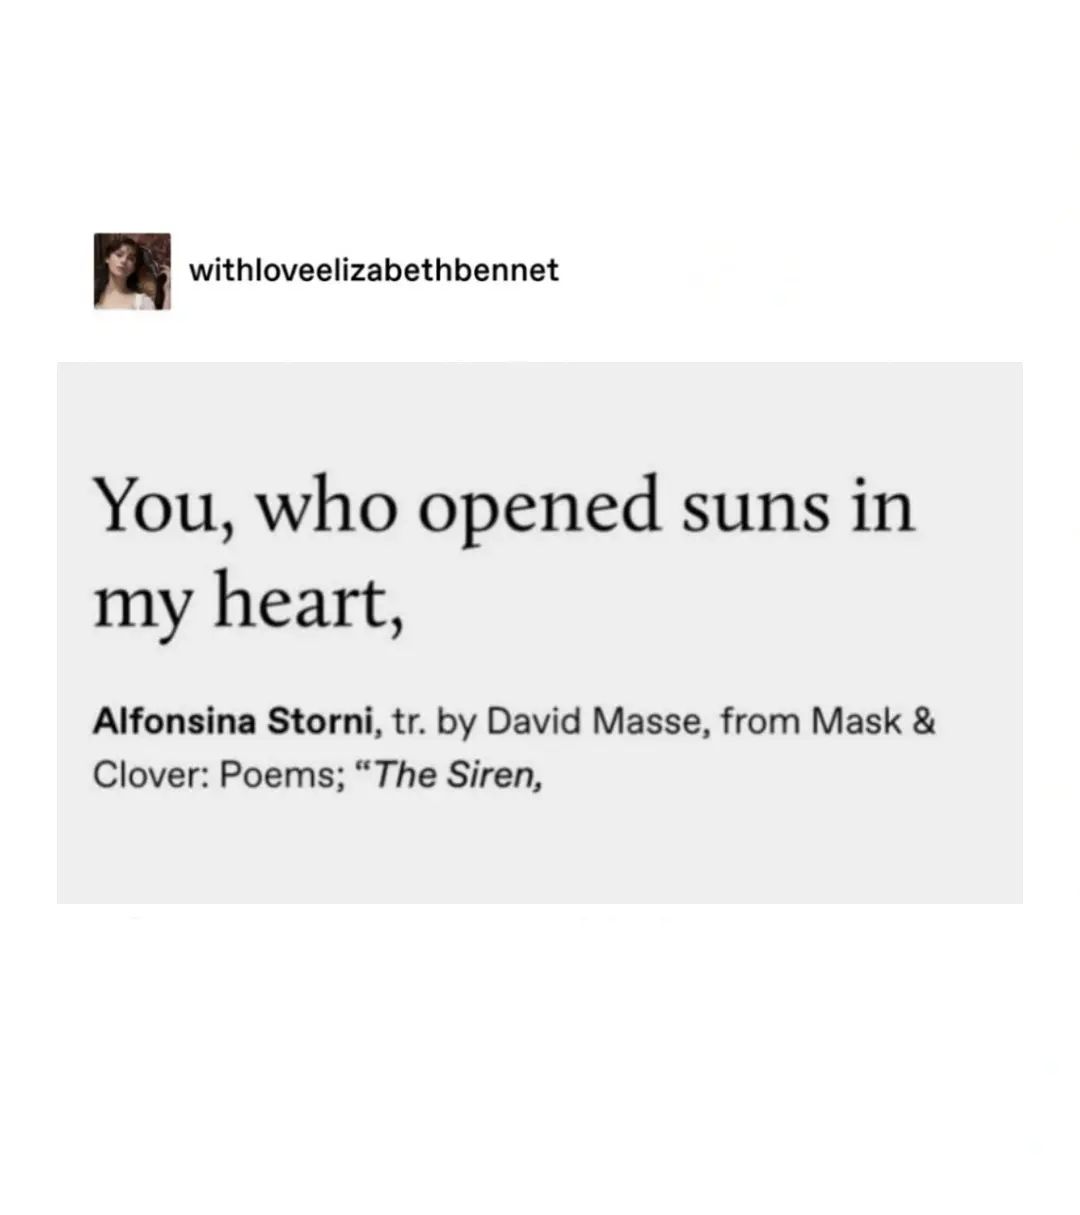 withloveelizabethbennet
You, who opened suns in
my heart,
Alfonsina Storni, tr. by David Masse, from Mask &
Clover: Poems; “The Siren,